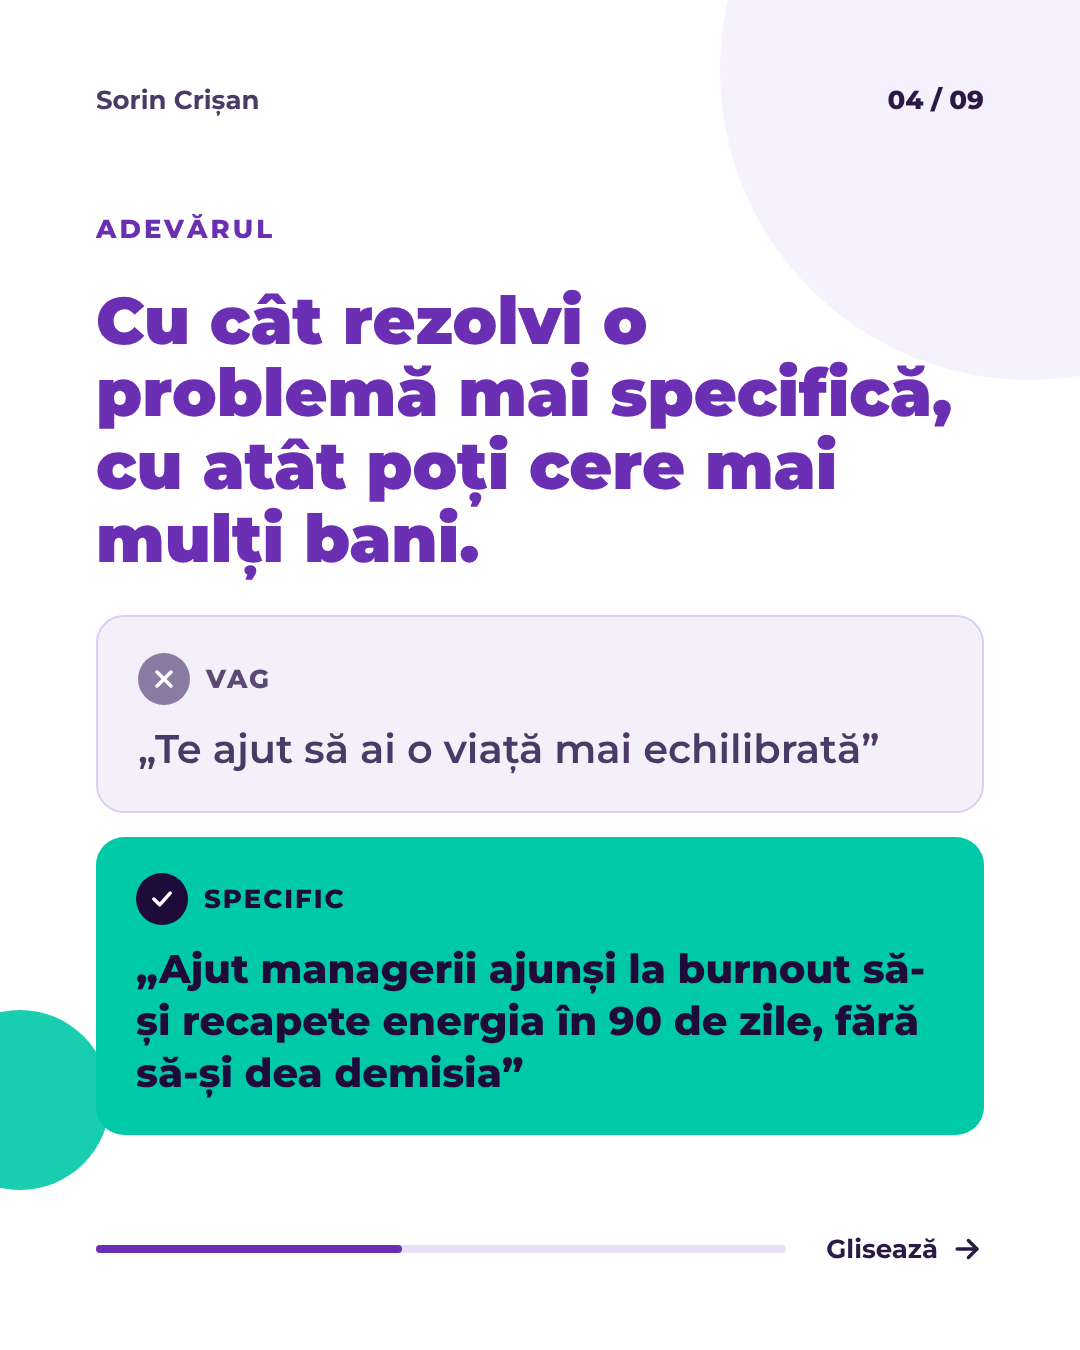 Sorin Crișan
04 / 09
ADEVĂRUL
Cu cât rezolvi o
problemă mai specifică,
cu atât poți cere mai
mulți bani.
VAG
„Te ajut să ai o viață mai echilibrată”
SPECIFIC
„Ajut managerii ajunși la burnout să-
și recapete energia în 90 de zile, fără
să-și dea demisia”
Glisează